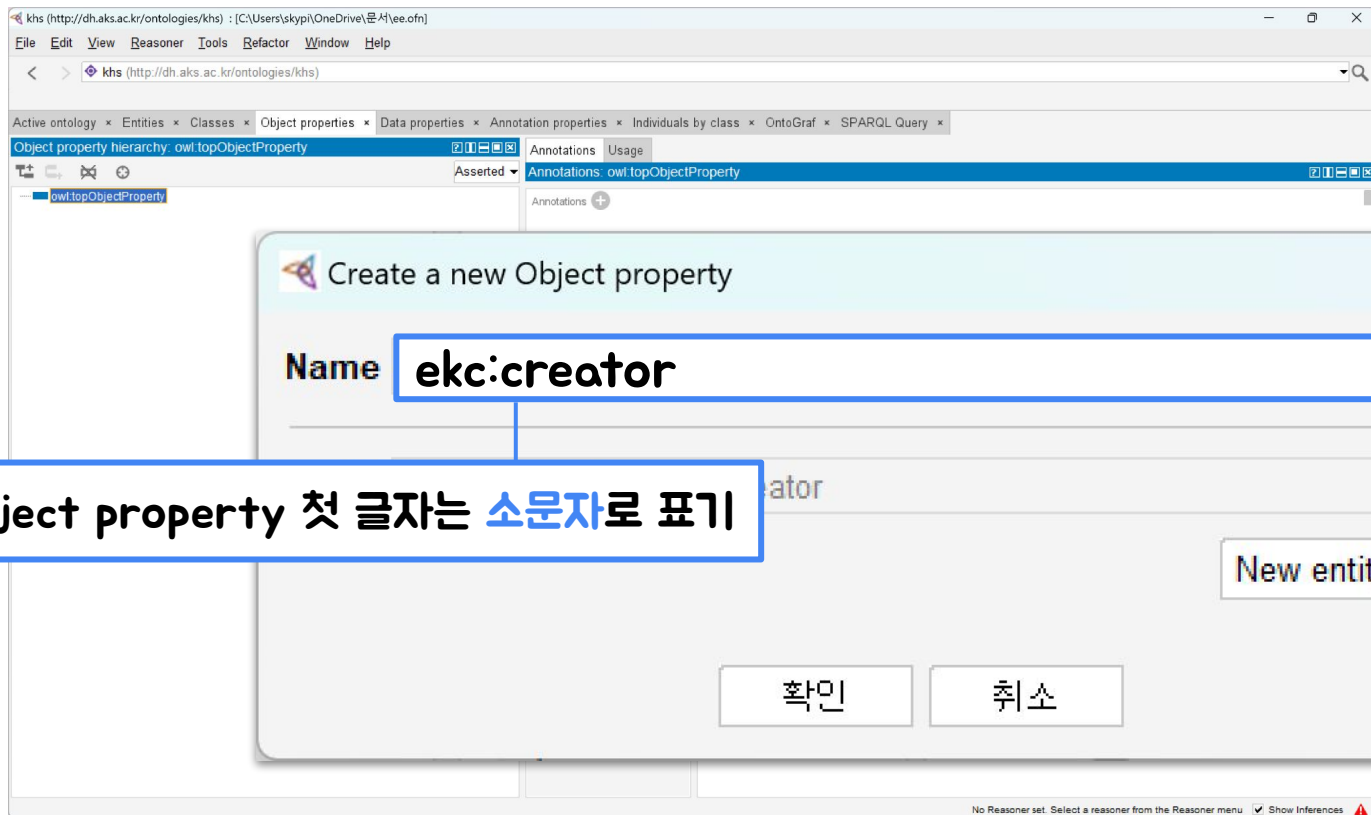 khs (http://dh.aks.ac.kr/ontologies/khs) : [C:\Users\skypi\OneDrive\문서\ee.ofn]
File Edit View Reasoner Tools Refactor Window Help
khs (http://dh.aks.ac.kr/ontologies/khs)
Active ontology × Entities × Classes × Object properties × Data properties × Annotation properties × Individuals by class × OntoGraf × SPARQL Query ×
Object property hierarchy: owl:topObjectProperty
Annotations Usage
Asserted
Annotations: owl:topObjectProperty
owl:topObjectProperty
Annotations
Create a new Object property
Name ekc:creator
eator
ject property 첫 글자는 소문자로 표기
New entit
확인 취소
No Reasoner set. Select a reasoner from the Reasoner menu Show Inferences